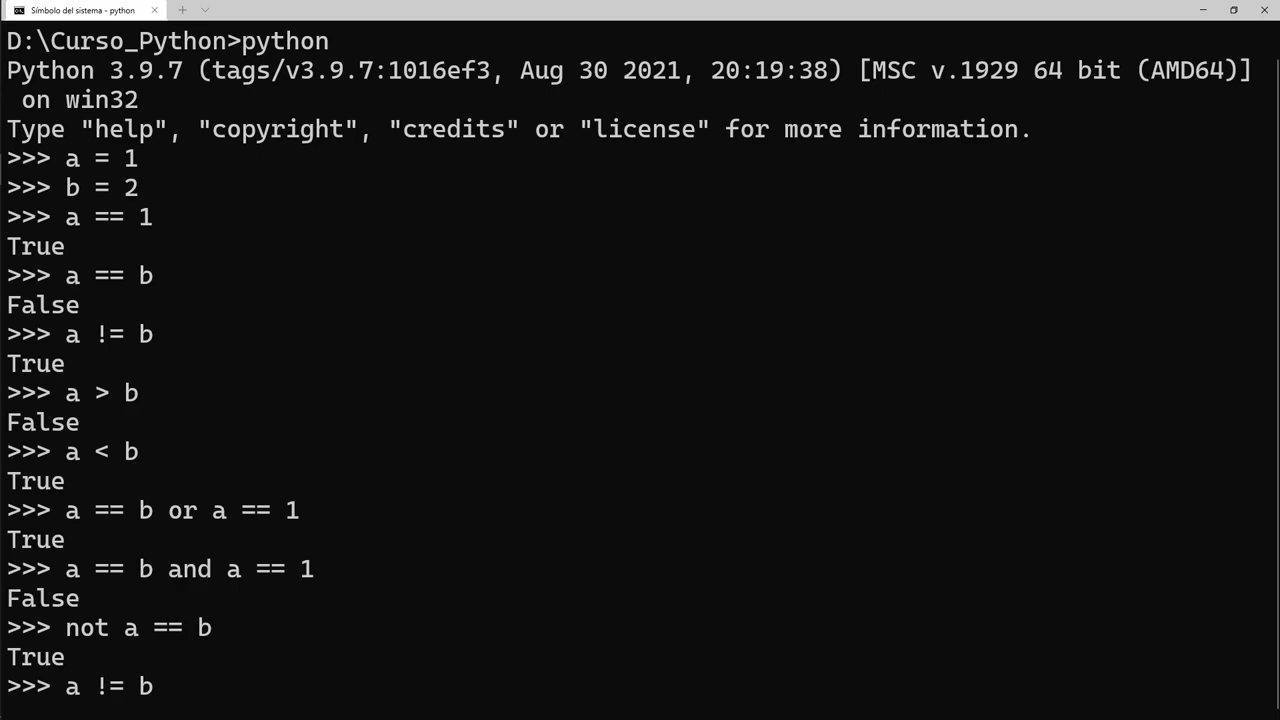 Símbolo del sistema - python
D:\Curso_Python>python
Python 3.9.7 (tags/v3.9.7:1016ef3, Aug 30 2021, 20:19:38) [MSC v.1929 64 bit (AMD64)]
 on win32
Type "help", "copyright", "credits" or "license" for more information.
>>> a = 1
>>> b = 2
>>> a == 1
True
>>> a == b
False
>>> a != b
True
>>> a > b
False
>>> a < b
True
>>> a == b or a == 1
True
>>> a == b and a == 1
False
>>> not a == b
True
>>> a != b